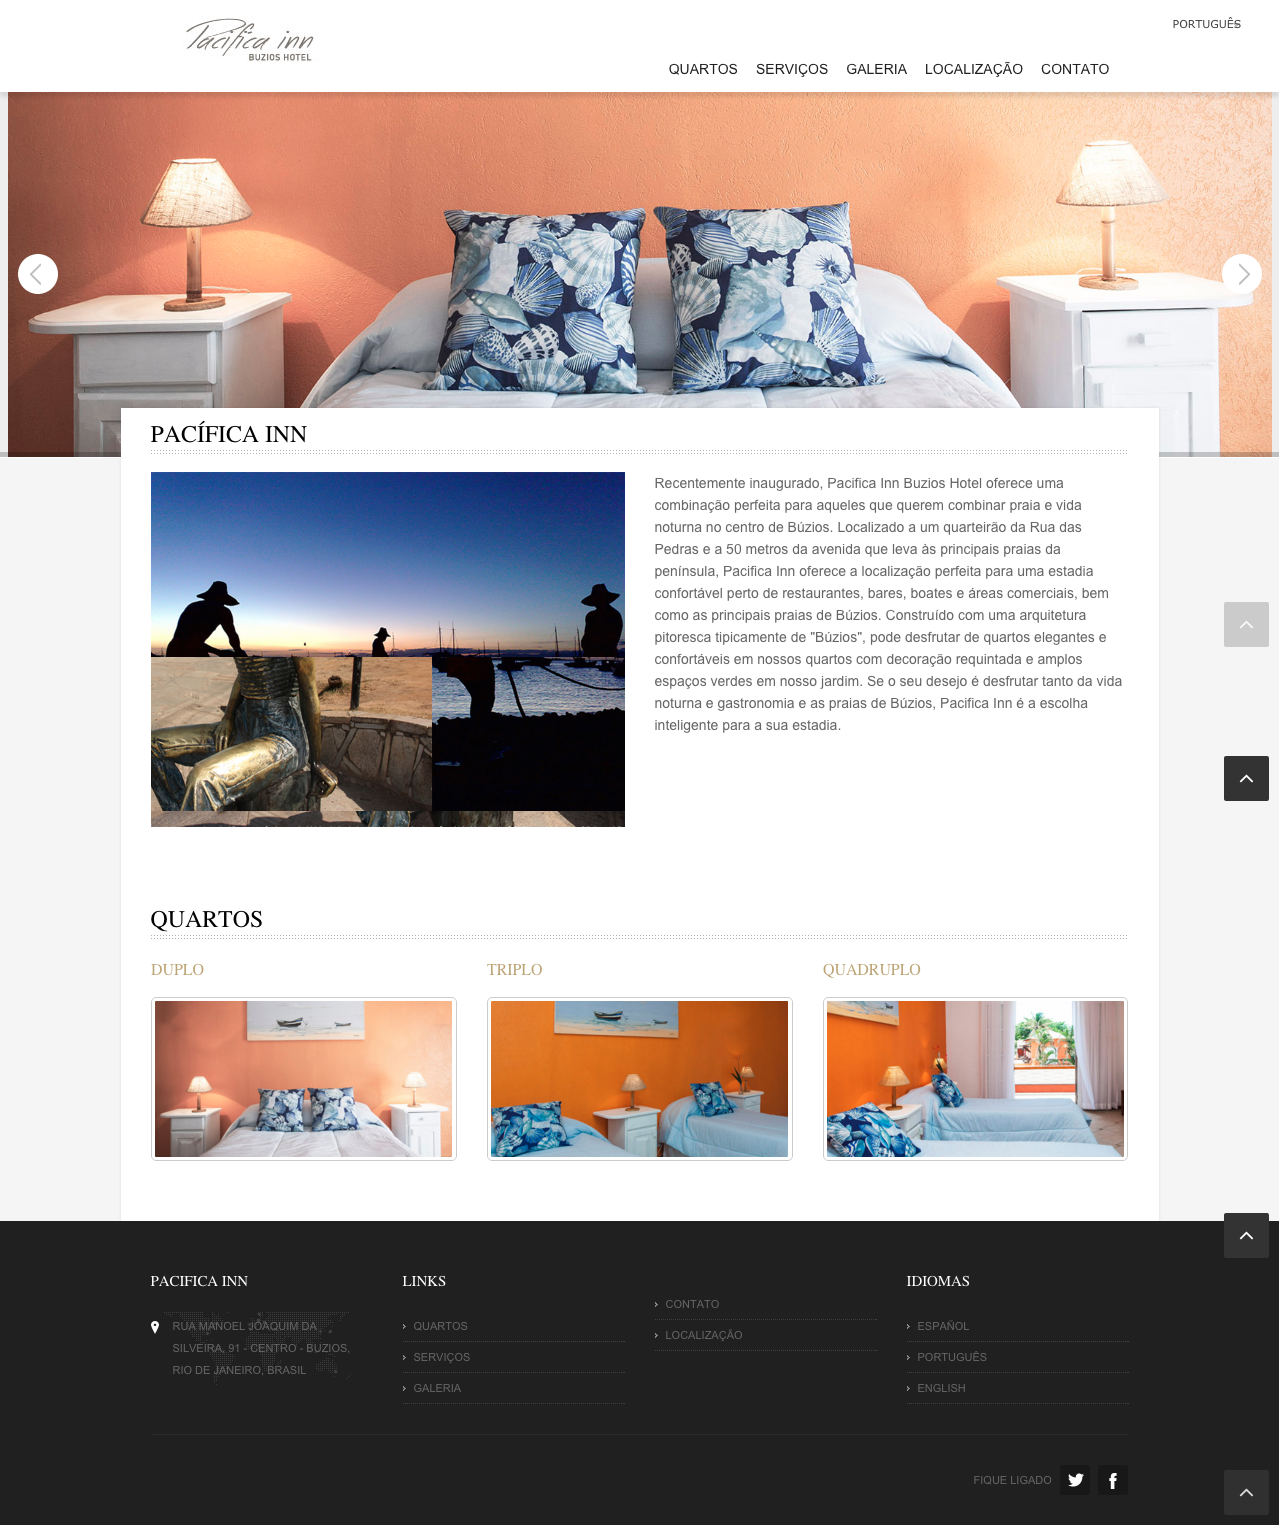 Pacifica inn
BUZIOS HOTEL
PORTUGUÊS
QUARTOS SERVIÇOS GALERIA LOCALIZAÇÃO CONTATO
PACÍFICA INN
Recentemente inaugurado, Pacifica Inn Buzios Hotel oferece uma
combinação perfeita para aqueles que querem combinar praia e vida
noturna no centro de Búzios. Localizado a um quarteirão da Rua das
Pedras e a 50 metros da avenida que leva às principais praias da
península, Pacifica Inn oferece a localização perfeita para uma estadia
confortável perto de restaurantes, bares, boates e áreas comerciais, bem
como as principais praias de Búzios. Construído com uma arquitetura
pitoresca tipicamente de "Búzios", pode desfrutar de quartos elegantes e
confortáveis em nossos quartos com decoração requintada e amplos
espaços verdes em nosso jardim. Se o seu desejo é desfrutar tanto da vida
noturna e gastronomia e as praias de Búzios, Pacifica Inn é a escolha
inteligente para a sua estadia.
QUARTOS
DUPLO
TRIPLO
QUADRUPLO
PACIFICA INN
RUA MANOEL JOAQUIM DA
SILVEIRA, 91 - CENTRO - BUZIOS,
RIO DE JANEIRO, BRASIL
LINKS
QUARTOS
SERVIÇOS
GALERIA
CONTATO
LOCALIZAÇÃO
IDIOMAS
ESPAÑOL
PORTUGUÊS
ENGLISH
FIQUE LIGADO